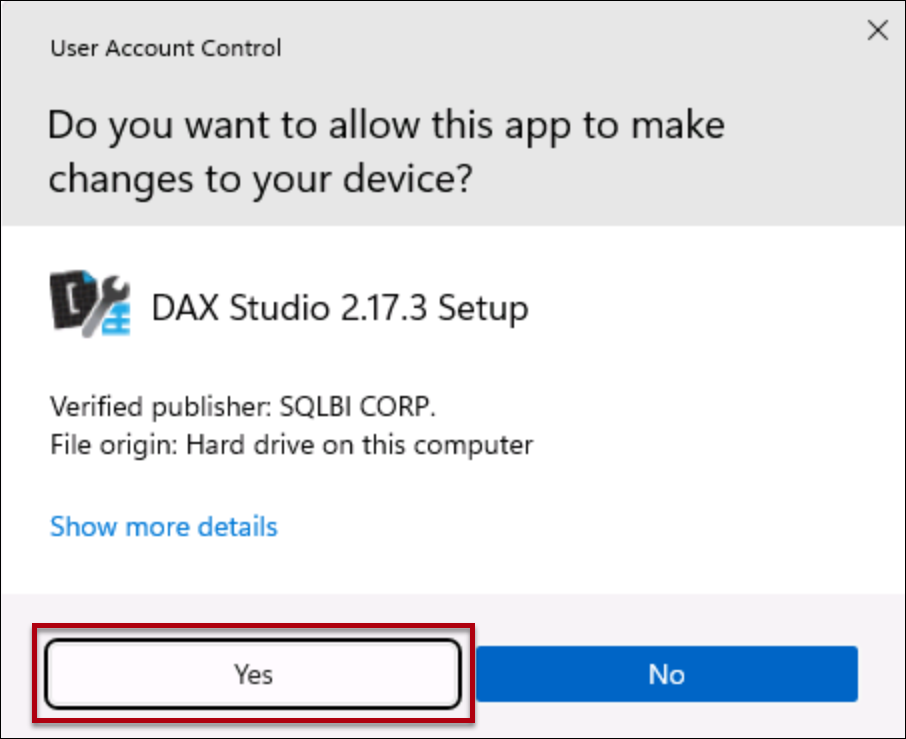 User Account Control
Do you want to allow this app to make
changes to your device?
DAX Studio 2.17.3 Setup
Verified publisher: SQLBI CORP.
File origin: Hard drive on this computer
Show more details
Yes
No